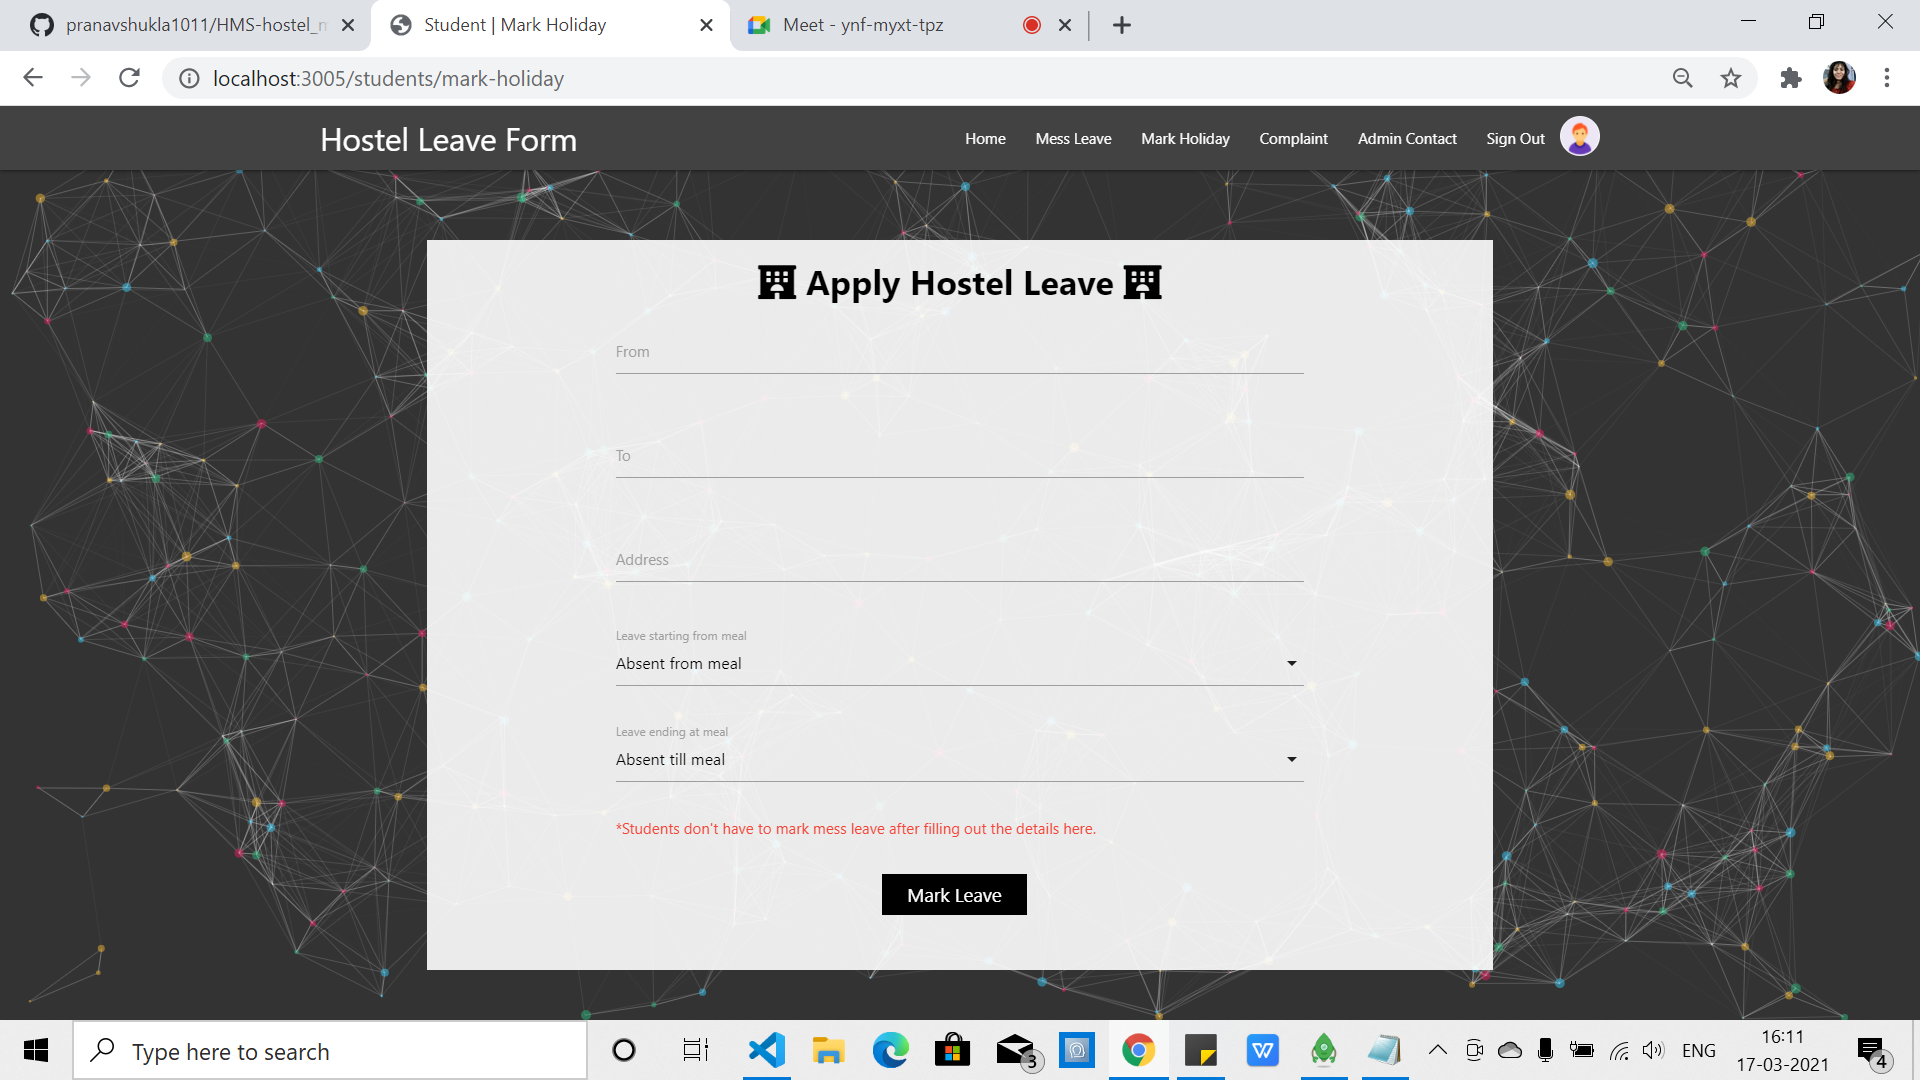 pranavshukla1011/HMS-hostel_m
Student | Mark Holiday
Meet - ynf-myxt-tpz
localhost:3005/students/mark-holiday
Hostel Leave Form
Home
Mess Leave
Mark Holiday
Complaint
Admin Contact
Sign Out
Apply Hostel Leave
From
To
Address
Leave starting from meal
Absent from meal
Leave ending at meal
Absent till meal
*Students don't have to mark mess leave after filling out the details here.
Mark Leave
Type here to search
3
W
ENG
16:11
17-03-2021
4